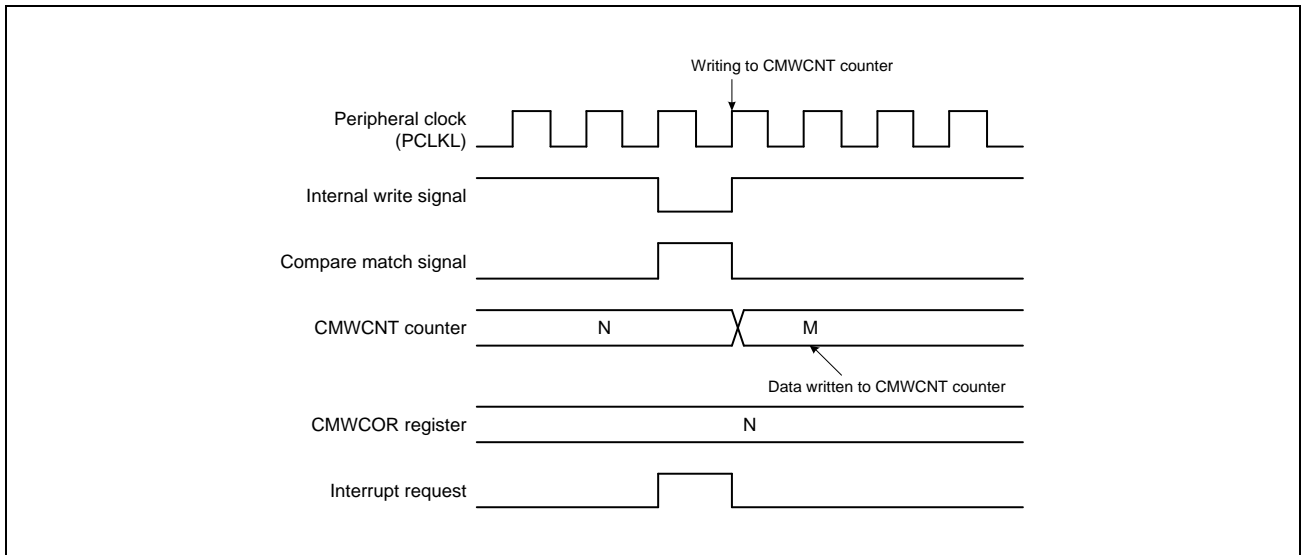 Writing to CMWCNT counter
Peripheral clock
(PCLKL)
Internal write signal
Compare match signal
CMWCNT counter
N
M
Data written to CMWCNT counter
CMWCOR register
N
Interrupt request